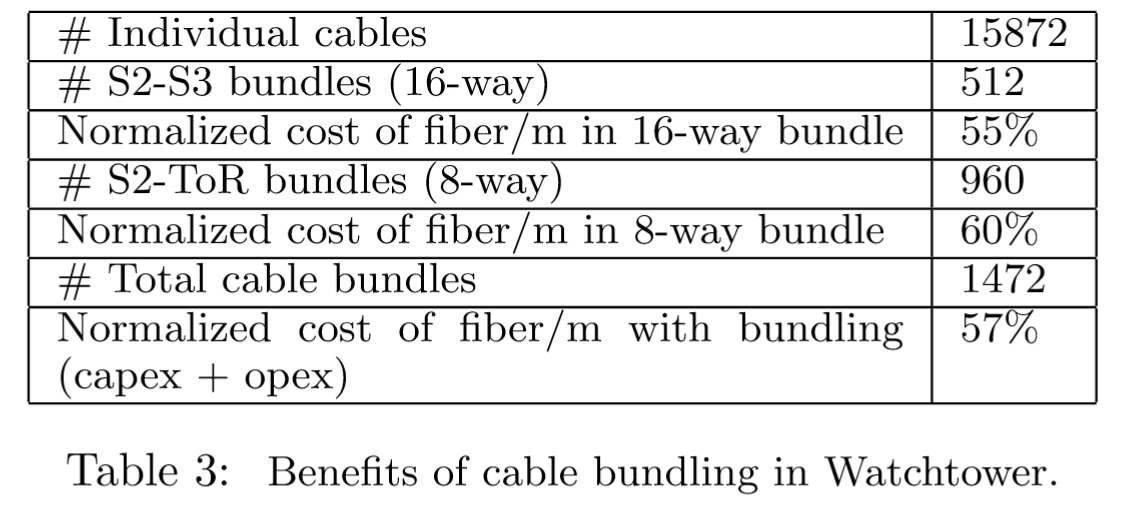 # Individual cables 15872
# S2-S3 bundles (16-way) 512
Normalized cost of fiber/m in 16-way bundle 55%
# S2-ToR bundles (8-way) 960
Normalized cost of fiber/m in 8-way bundle 60%
# Total cable bundles 1472
Normalized cost of fiber/m with bundling 57%
(capex + opex)
Table 3: Benefits of cable bundling in Watchtower.